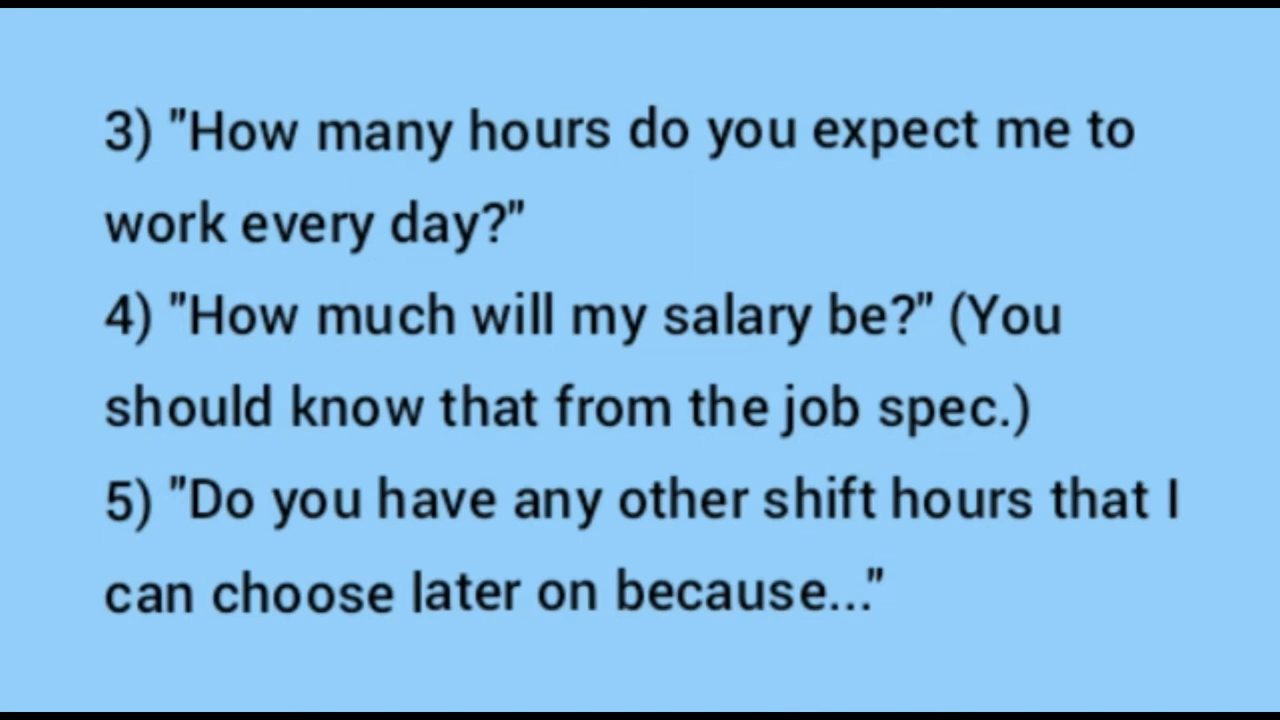 3) "How many hours do you expect me to
work every day?"
4) "How much will my salary be?" (You
should know that from the job spec.)
5) "Do you have any other shift hours that I
can choose later on because..."